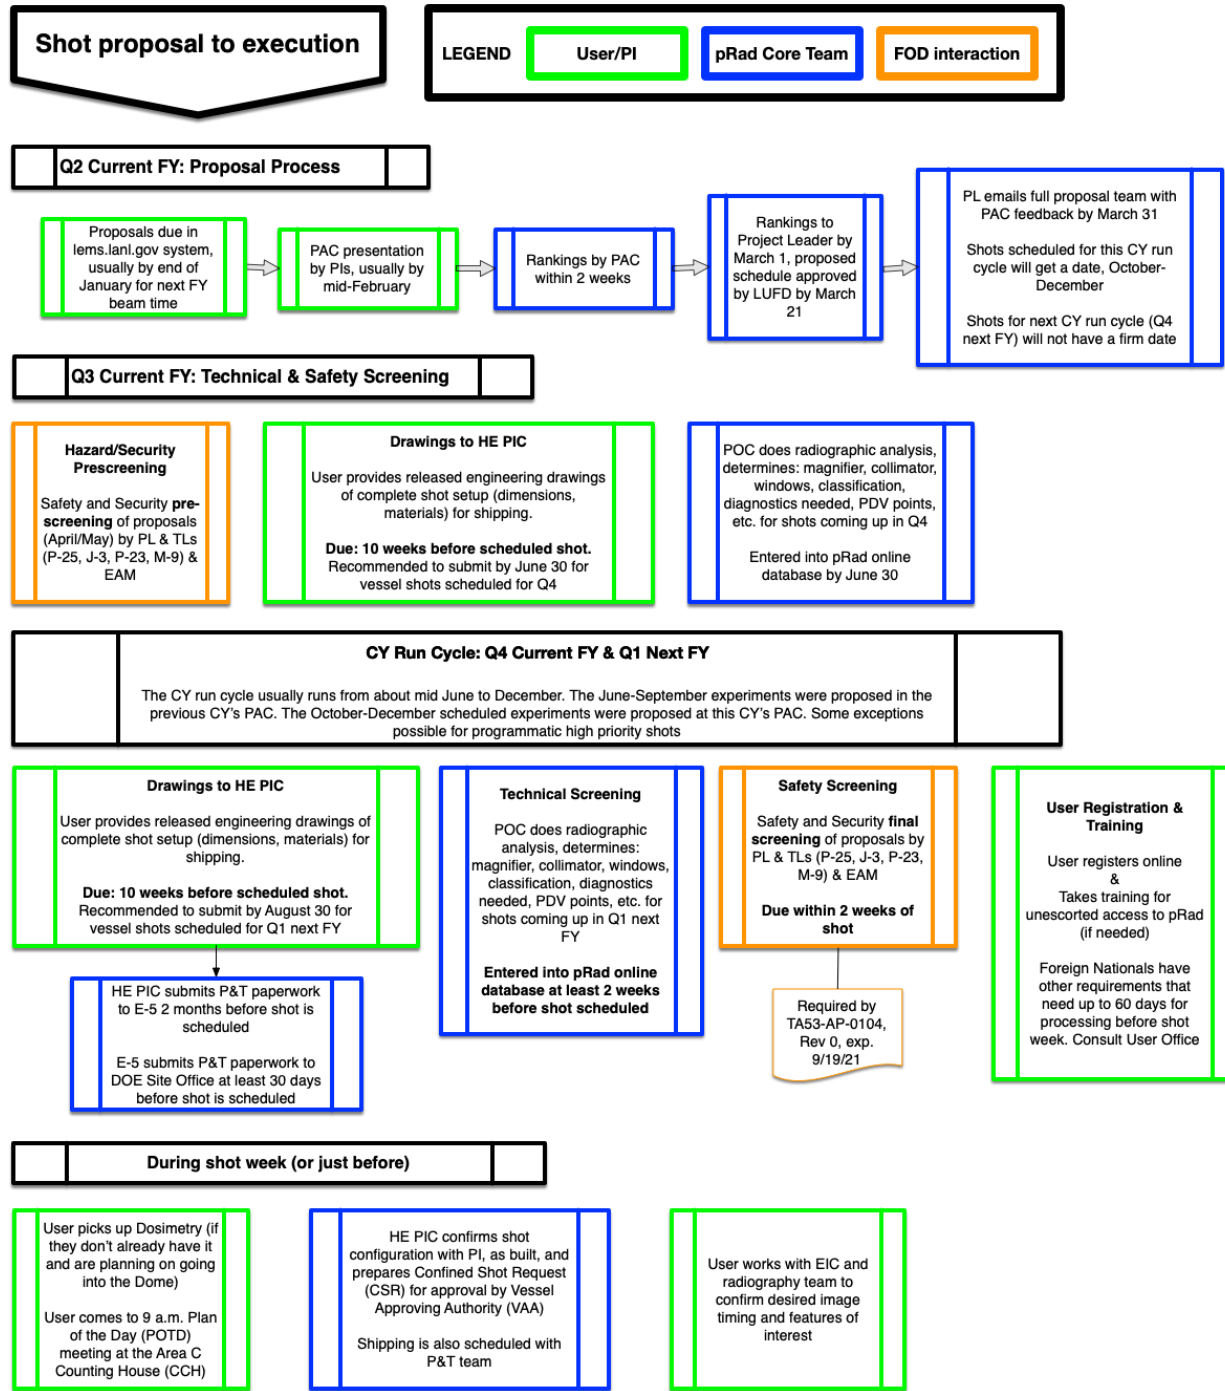 Shot proposal to execution
LEGEND
User/PI
pRad Core Team
FOD interaction
Q2 Current FY: Proposal Process
Proposals due in
lems.lanl.gov system,
usually by end of
January for next FY
beam time
PAC presentation
by PIs, usually by
mid-February
Rankings by PAC
within 2 weeks
Rankings to
Project Leader by
March 1, proposed
schedule approved
by LUFD by March
21
PL emails full proposal team with
PAC feedback by March 31
Shots scheduled for this CY run
cycle will get a date, October-
December
Shots for next CY run cycle (Q4
next FY) will not have a firm date
Q3 Current FY: Technical & Safety Screening
Hazard/Security
Prescreening
Safety and Security pre-
screening of proposals
(April/May) by PL & TLs
(P-25, J-3, P-23, M-9) &
EAM
Drawings to HE PIC
User provides released engineering drawings
of complete shot setup (dimensions,
materials) for shipping.
Due: 10 weeks before scheduled shot.
Recommended to submit by June 30 for
vessel shots scheduled for Q4
POC does radiographic analysis,
determines: magnifier, collimator,
windows, classification,
diagnostics needed, PDV points,
etc. for shots coming up in Q4
Entered into pRad online
database by June 30
CY Run Cycle: Q4 Current FY & Q1 Next FY
The CY run cycle usually runs from about mid June to December. The June-September experiments were proposed in the
previous CY's PAC. The October-December scheduled experiments were proposed at this CY's PAC. Some exceptions
possible for programmatic high priority shots
Drawings to HE PIC
User provides released engineering drawings of
complete shot setup (dimensions, materials) for
shipping.
Due: 10 weeks before scheduled shot.
Recommended to submit by August 30 for
vessel shots scheduled for Q1 next FY
HE PIC submits P&T paperwork
to E-5 2 months before shot is
scheduled
E-5 submits P&T paperwork to
DOE Site Office at least 30 days
before shot is scheduled
Technical Screening
POC does radiographic
analysis, determines:
magnifier, collimator, windows,
classification, diagnostics
needed, PDV points, etc. for
shots coming up in Q1 next
FY
Entered into pRad online
database at least 2 weeks
before shot scheduled
Safety Screening
Safety and Security final
screening of proposals by
PL & TLs (P-25, J-3, P-23,
M-9) & EAM
Due within 2 weeks of
shot
Required by
TA53-AP-0104,
Rev 0, exp.
9/19/21
User Registration &
Training
User registers online
&
Takes training for
unescorted access to pRad
(if needed)
Foreign Nationals have
other requirements that
need up to 60 days for
processing before shot
week. Consult User Office
During shot week (or just before)
User picks up Dosimetry (if
they don't already have it
and are planning on going
into the Dome)
User comes to 9 a.m. Plan
of the Day (POTD)
meeting at the Area C
Counting House (CCH)
HE PIC confirms shot
configuration with PI, as built, and
prepares Confined Shot Request
(CSR) for approval by Vessel
Approving Authority (VAA)
Shipping is also scheduled with
P&T team
User works with EIC and
radiography team to
confirm desired image
timing and features of
interest